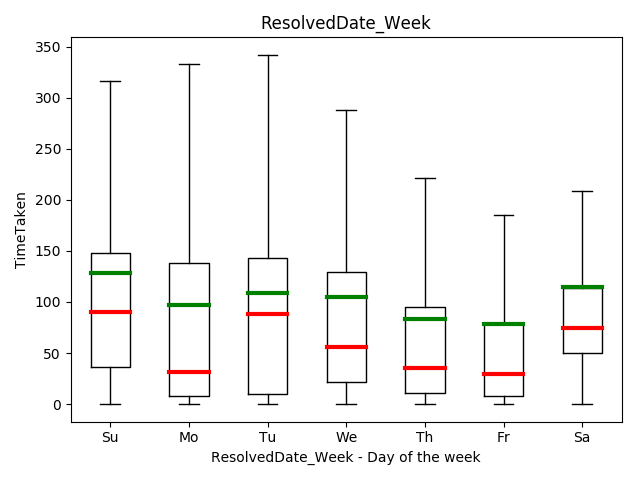 ResolvedDate_Week
350
300
250
200
150
100
50
0
TimeTaken
Su Mo Tu We Th Fr Sa
ResolvedDate_Week - Day of the week